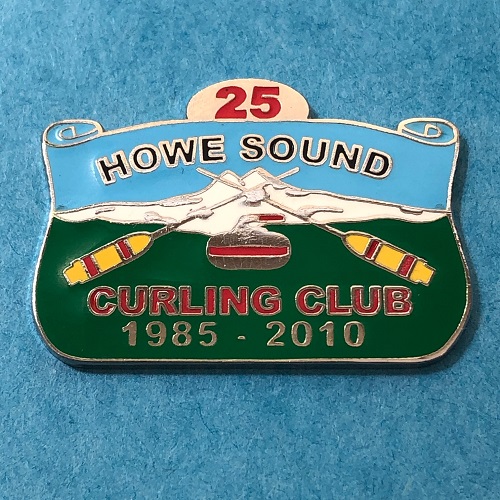 25
HOWE SOUND
CURLING CLUB
1985 - 2010